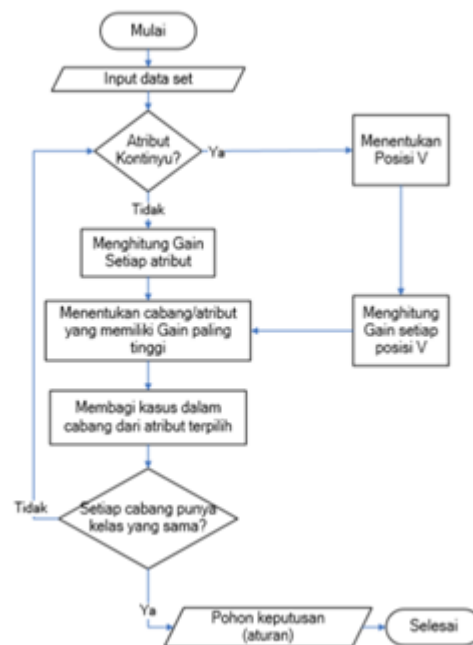 Mulai
Input data set
Atribut
Kontinyu?
Ya
Menentukan
Posisi V
Tidak
Menghitung Gain
Setiap atribut
Menentukan cabang/atribut
yang memiliki Gain paling
tinggi
Menghitung
Gain setiap
posisi V
Membagi kasus dalam
cabang dari atribut terpilih
Tidak
Setiap cabang punya
kelas yang sama?
Ya
Pohon keputusan
(aturan)
Selesai